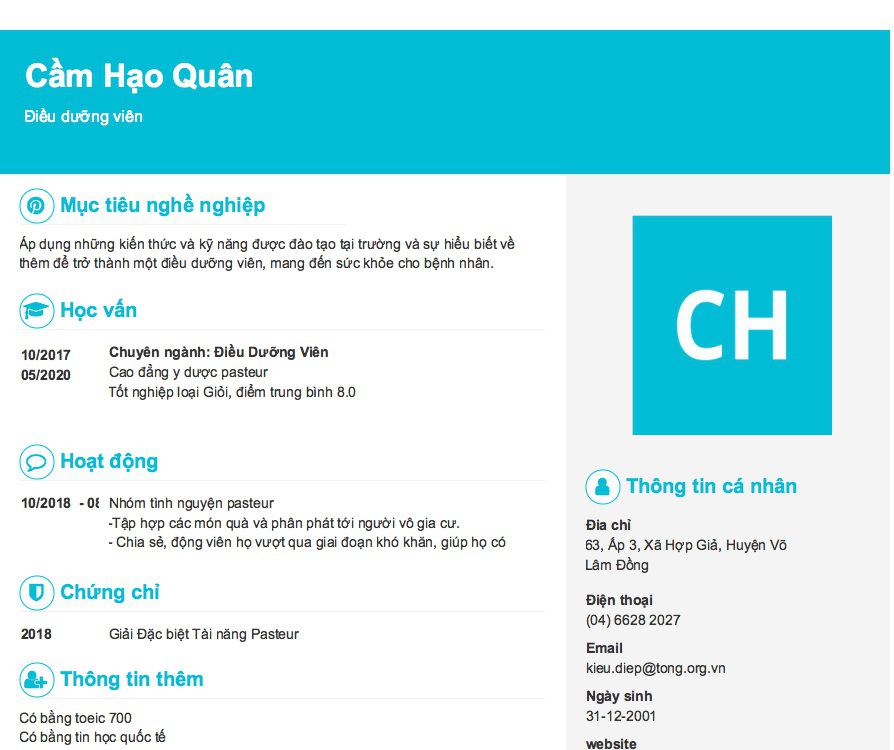 Cầm Hạo Quân
Điều dưỡng viên
Mục tiêu nghề nghiệp
Áp dụng những kiến thức và kỹ năng được đào tạo tại trường và sự hiểu biết về
thêm để trở thành một điều dưỡng viên, mang đến sức khỏe cho bệnh nhân.
Học vấn
10/2017
05/2020
Chuyên ngành: Điều Dưỡng Viên
Cao đẳng y dược pasteur
Tốt nghiệp loại Giỏi, điểm trung bình 8.0
Hoạt động
10/2018 - 08
Nhóm tình nguyện pasteur
-Tập hợp các món quà và phân phát tới người vô gia cư.
- Chia sẻ, động viên họ vượt qua giai đoạn khó khăn, giúp họ có
Chứng chỉ
2018 Giải Đặc biệt Tài năng Pasteur
Thông tin thêm
Có bằng toeic 700
Có bằng tin học quốc tế
CH
Thông tin cá nhân
Địa chỉ
63, Ấp 3, Xã Hợp Giả, Huyện Võ
Lâm Đồng
Điện thoại
(04) 6628 2027
Email
kieu.diep@tong.org.vn
Ngày sinh
31-12-2001
website